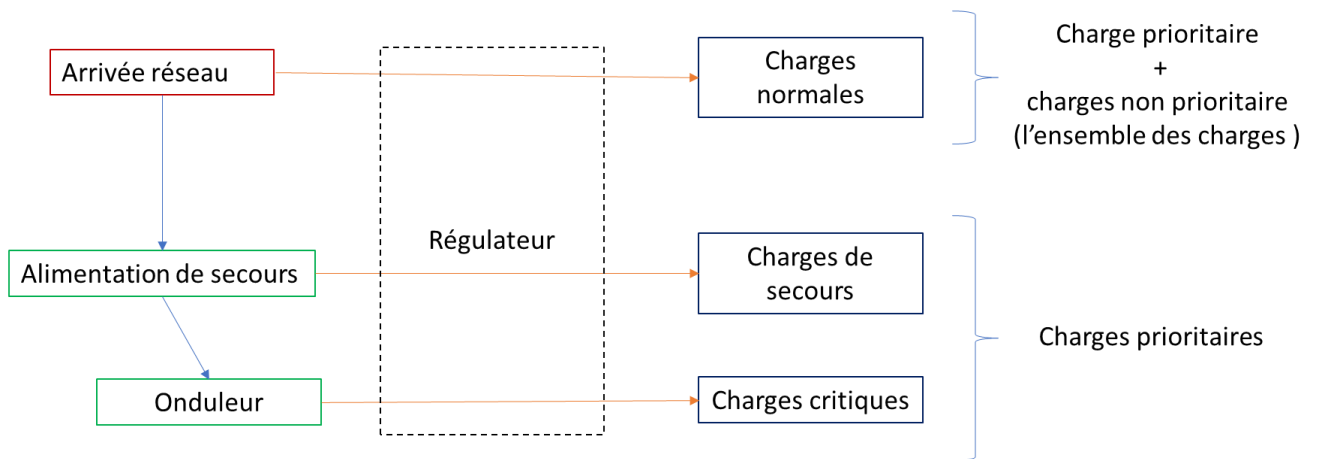 Arrivée réseau
Charges
normales
Charge prioritaire
+
charges non prioritaire
(l'ensemble des charges )
Alimentation de secours
Régulateur
Charges de
secours
Charges prioritaires
Onduleur
Charges critiques